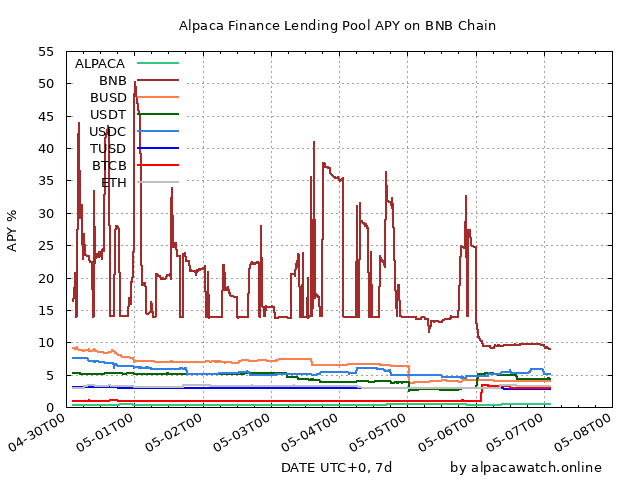 Alpaca Finance Lending Pool APY on BNB Chain
55
50
45
40
35
30
25
20
15
10
5
0
APY %
ALPACA
BNB
BUSD
USDT
USDC
TUSD
BTCB
ETH
04-30T00
05-01T00
05-02T00
05-03T00
05-04T00
05-05T00
05-06T00
05-07T00
05-08T00
DATE UTC+0, 7d
by alpacawatch.online